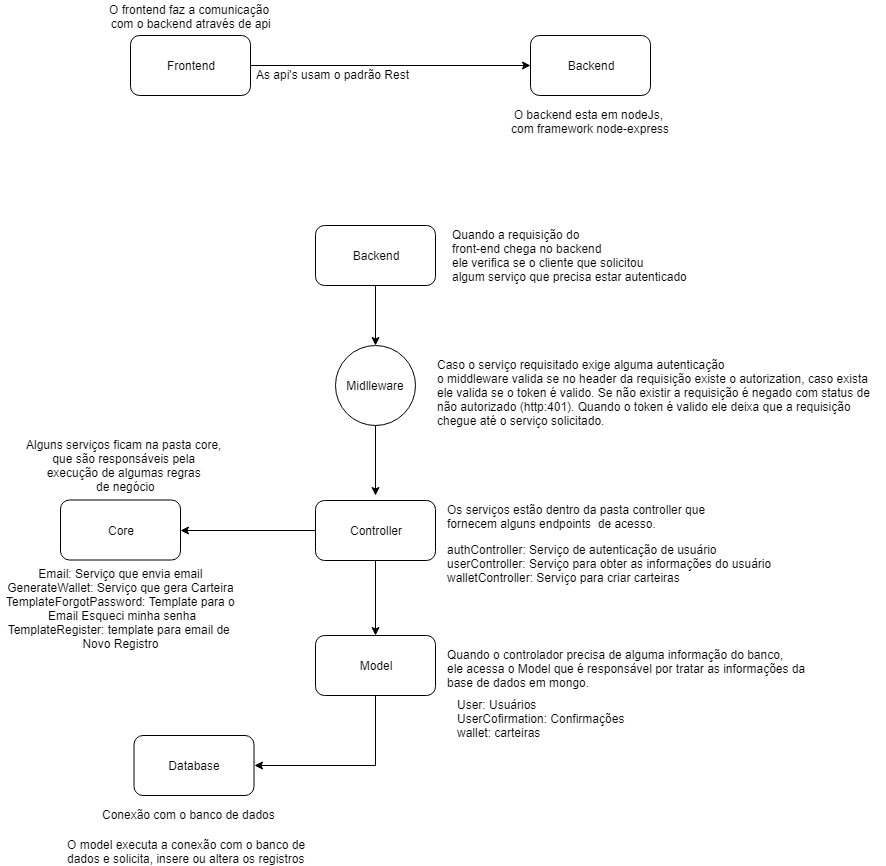 O frontend faz a comunicação
com o backend através de api
Frontend
As api's usam o padrão Rest
Backend
O backend esta em nodeJs,
com framework node-express
Backend
Quando a requisição do
front-end chega no backend
ele verifica se o cliente que solicitou
algum serviço que precisa estar autenticado
Midlleware
Caso o serviço requisitado exige alguma autenticação
o middleware valida se no header da requisição existe o autorization, caso exista
ele valida se o token é valido. Se não existir a requisição é negado com status de
não autorizado (http:401). Quando o token é valido ele deixa que a requisição
chegue até o serviço solicitado.
Alguns serviços ficam na pasta core,
que são responsáveis pela
execução de algumas regras
de negócio
Core
Email: Serviço que envia email
GenerateWallet: Serviço que gera Carteira
TemplateForgotPassword: Template para o
Email Esqueci minha senha
TemplateRegister: template para email de
Novo Registro
Controller
Os serviços estão dentro da pasta controller que
fornecem alguns endpoints  de acesso.
authController: Serviço de autenticação de usuário
userController: Serviço para obter as informações do usuário
walletController: Serviço para criar carteiras
Model
Quando o controlador precisa de alguma informação do banco,
ele acessa o Model que é responsável por tratar as informações da
base de dados em mongo.
User: Usuários
UserCofirmation: Confirmações
wallet: carteiras
Database
Conexão com o banco de dados
O model executa a conexão com o banco de
dados e solicita, insere ou altera os registros